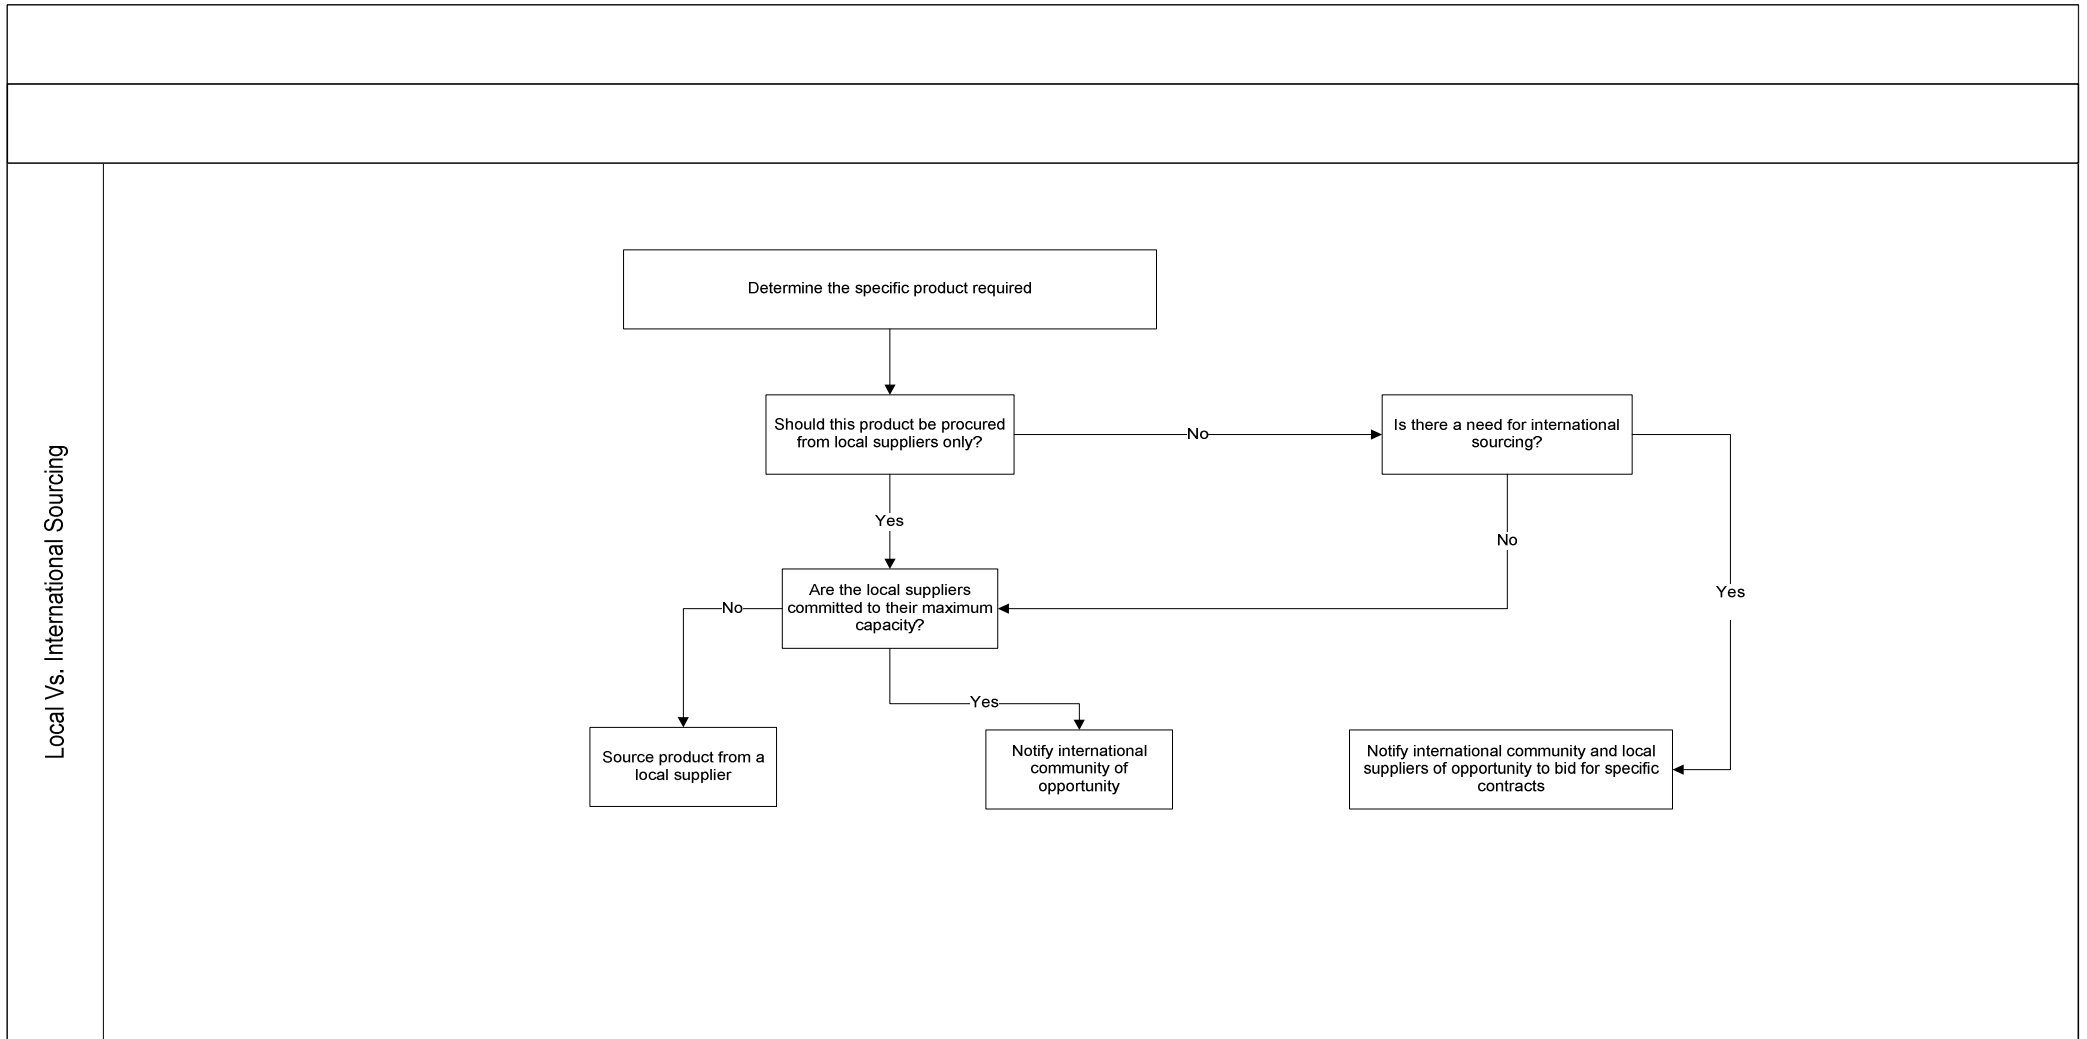 Local Vs. International Sourcing
Determine the specific product required
Should this product be procured
from local suppliers only?
No
Is there a need for international
sourcing?
Yes
No
Yes
Are the local suppliers
committed to their maximum
capacity?
No
Yes
Source product from a
local supplier
Notify international
community of
opportunity
Notify international community and local
suppliers of opportunity to bid for specific
contracts